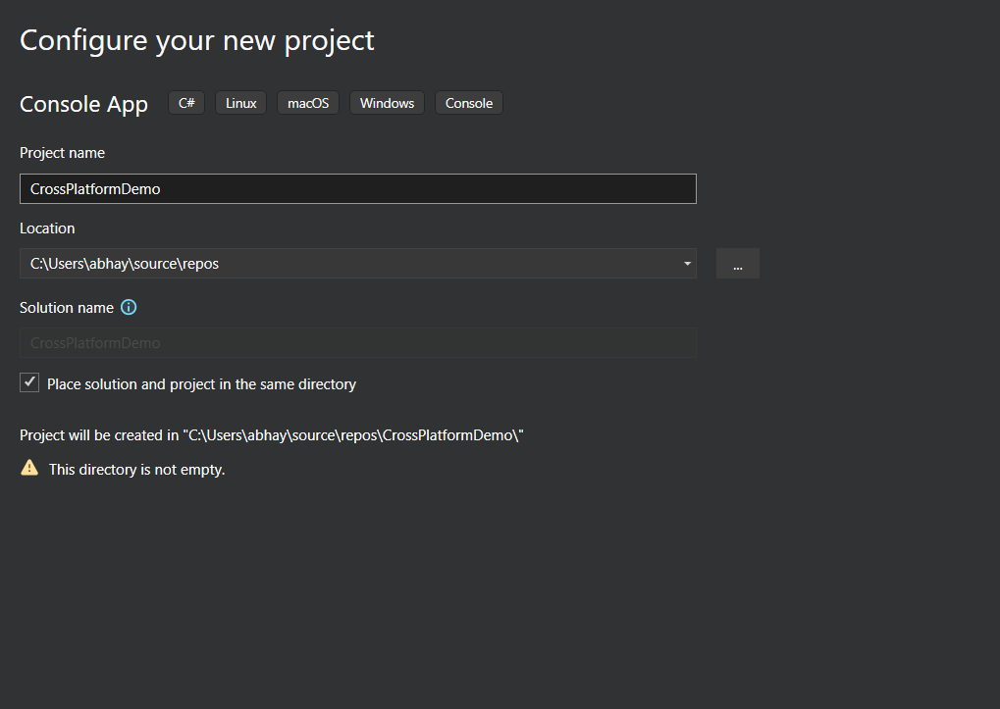 Configure your new project
Console App C# Linux macOS Windows Console
Project name
CrossPlatformDemo
Location
C:\Users\abhay\source\repos
...
Solution name
CrossPlatformDemo
Place solution and project in the same directory
Project will be created in "C:\Users\abhay\source\repos\CrossPlatformDemo\"
This directory is not empty.